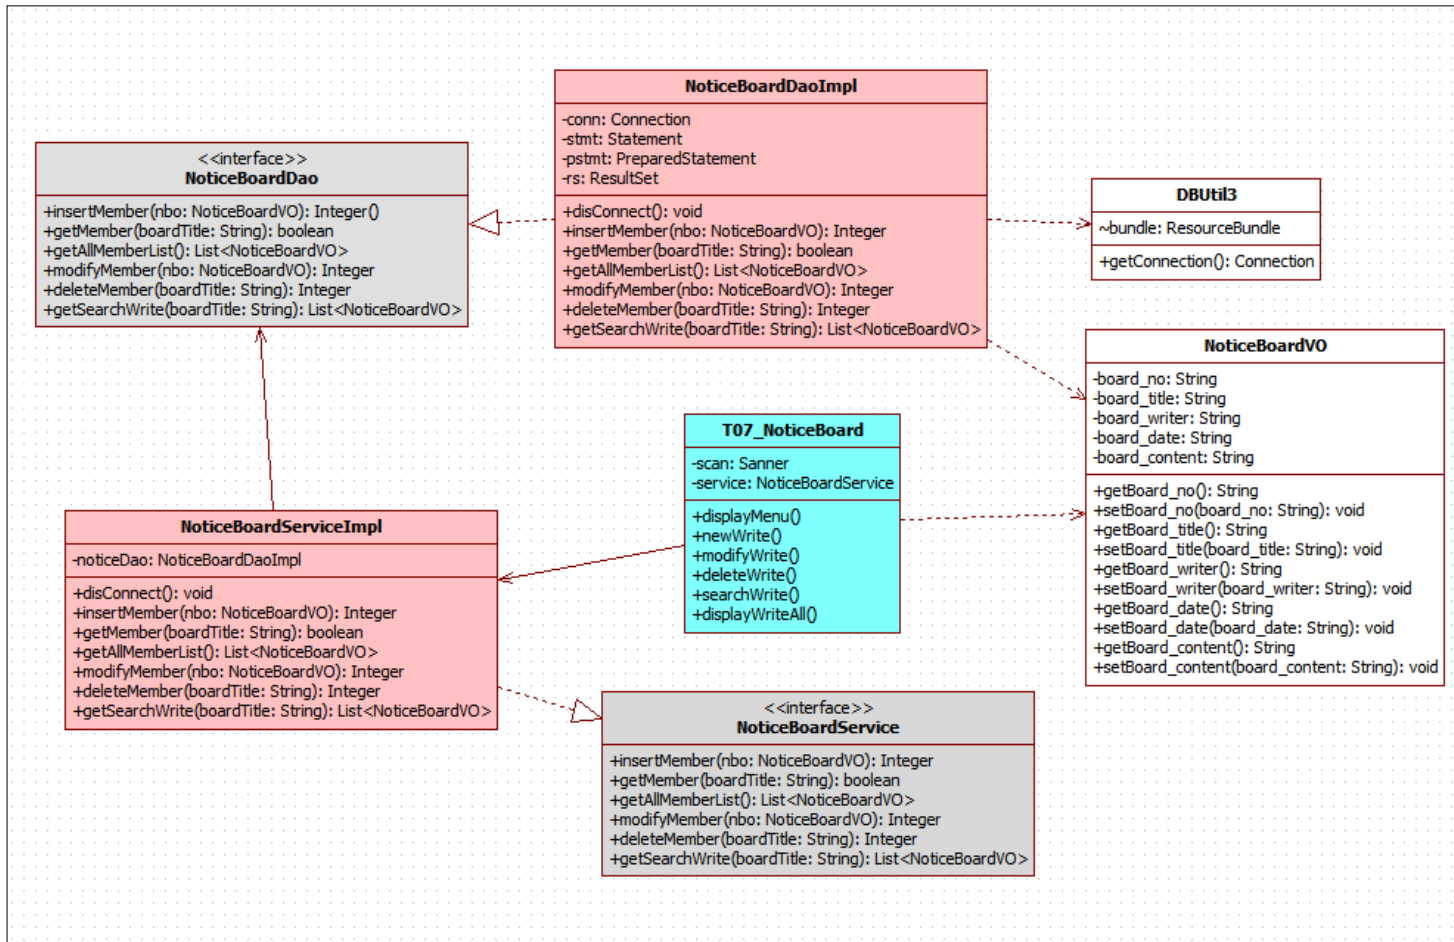 NoticeBoardDaoImpl
-conn: Connection
-stmt: Statement
-pstmt: PreparedStatement
-rs: ResultSet
+disConnect(): void
+insertMember(nbo: NoticeBoardVO): Integer
+getMember(boardTitle: String): boolean
+getAllMemberList(): List<NoticeBoardVO>
+modifyMember(nbo: NoticeBoardVO): Integer
+deleteMember(boardTitle: String): Integer
+getSearchWrite(boardTitle: String): List<NoticeBoardVO>
<<interface>>
NoticeBoardDao
+insertMember(nbo: NoticeBoardVO): Integer()
+getMember(boardTitle: String): boolean
+getAllMemberList(): List<NoticeBoardVO>
+modifyMember(nbo: NoticeBoardVO): Integer
+deleteMember(boardTitle: String): Integer
+getSearchWrite(boardTitle: String): List<NoticeBoardVO>
DBUtil3
~bundle: ResourceBundle
+getConnection(): Connection
NoticeBoardVO
-board_no: String
-board_title: String
-board_writer: String
-board_date: String
-board_content: String
+getBoard_no(): String
+setBoard_no(board_no: String): void
+getBoard_title(): String
+setBoard_title(board_title: String): void
+getBoard_writer(): String
+setBoard_writer(board_writer: String): void
+getBoard_date(): String
+setBoard_date(board_date: String): void
+getBoard_content(): String
+setBoard_content(board_content: String): void
T07_NoticeBoard
-scan: Sanner
-service: NoticeBoardService
+displayMenu()
+newWrite()
+modifyWrite()
+deleteWrite()
+searchWrite()
+displayWriteAll()
NoticeBoardServiceImpl
-noticeDao: NoticeBoardDaoImpl
+disConnect(): void
+insertMember(nbo: NoticeBoardVO): Integer
+getMember(boardTitle: String): boolean
+getAllMemberList(): List<NoticeBoardVO>
+modifyMember(nbo: NoticeBoardVO): Integer
+deleteMember(boardTitle: String): Integer
+getSearchWrite(boardTitle: String): List<NoticeBoardVO>
<<interface>>
NoticeBoardService
+insertMember(nbo: NoticeBoardVO): Integer
+getMember(boardTitle: String): boolean
+getAllMemberList(): List<NoticeBoardVO>
+modifyMember(nbo: NoticeBoardVO): Integer
+deleteMember(boardTitle: String): Integer
+getSearchWrite(boardTitle: String): List<NoticeBoardVO>